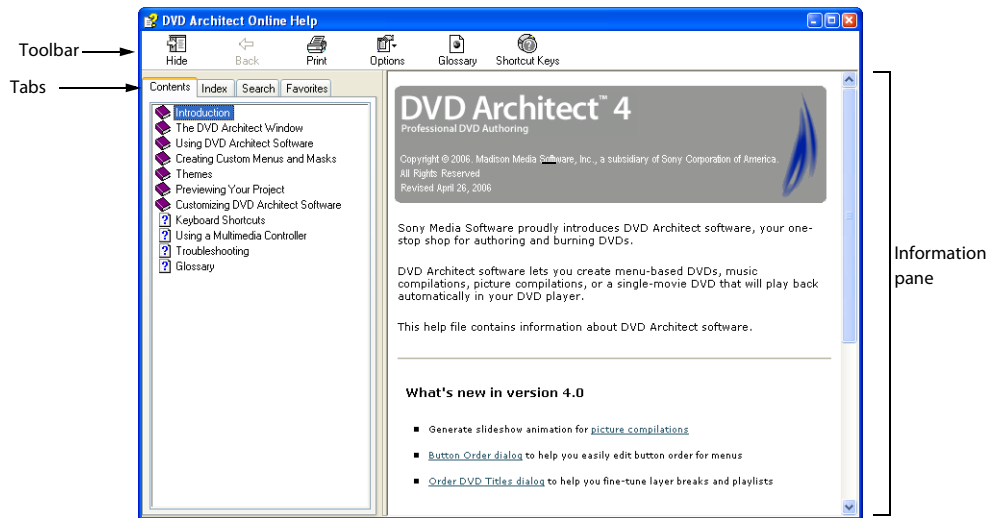 DVD Architect Online Help
Toolbar
Hide
Back
Print
Options
Glossary
Shortcut Keys
Tabs
Contents
Index
Search
Favorites
Introduction
The DVD Architect Window
Using DVD Architect Software
Creating Custom Menus and Masks
Themes
Previewing Your Project
Customizing DVD Architect Software
Keyboard Shortcuts
Using a Multimedia Controller
Troubleshooting
Glossary
DVD Architect™ 4
Professional DVD Authoring
Copyright © 2006. Madison Media Software, Inc., a subsidiary of Sony Corporation of America.
All Rights Reserved
Revised April 26, 2006
Sony Media Software proudly introduces DVD Architect software, your one-
stop shop for authoring and burning DVDs.
DVD Architect software lets you create menu-based DVDs, music
compilations, picture compilations, or a single-movie DVD that will play back
automatically in your DVD player.
This help file contains information about DVD Architect software.
What's new in version 4.0
Generate slideshow animation for picture compilations
Button Order dialog to help you easily edit button order for menus
Order DVD Titles dialog to help you fine-tune layer breaks and playlists
Information
pane